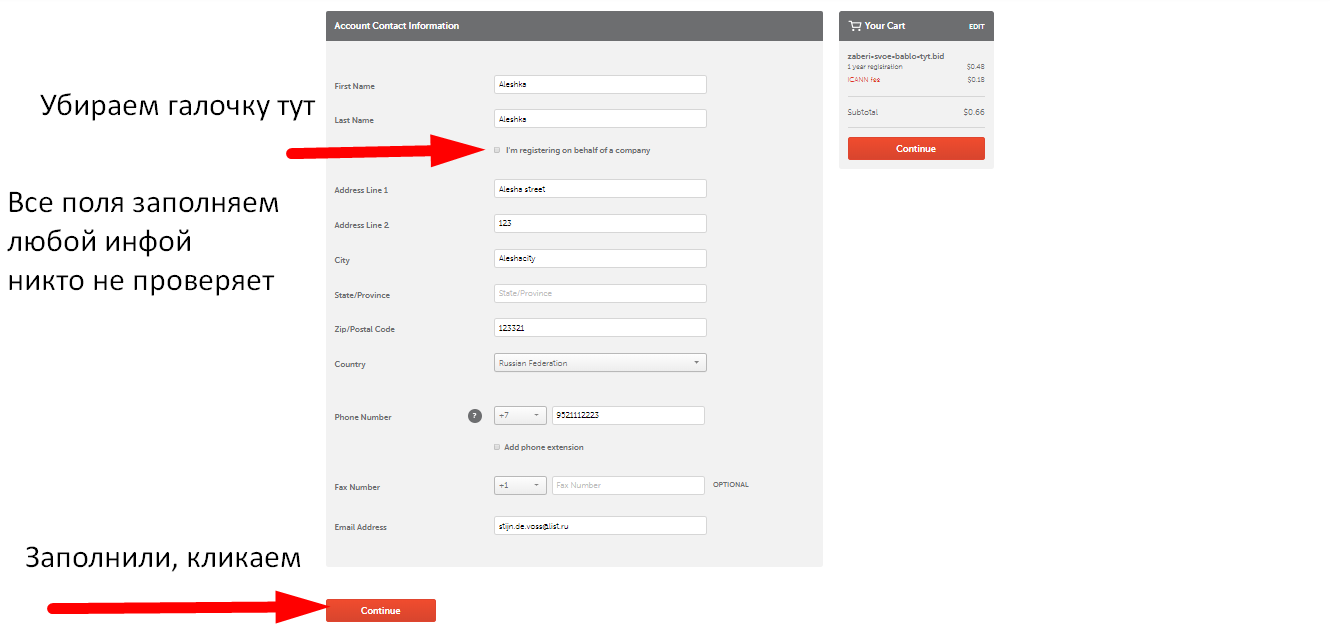 Account Contact Information
Your Cart
EDIT
zaberi-svoe-bablo-tyt.bid
1 year registration
$0.48
ICANN fee
$0.18
Subtotal
$0.66
Continue
First Name
Aleshka
Убираем галочку тут
Last Name
Aleshka
I'm registering on behalf of a company
Все поля заполняем
любой инфой
никто не проверяет
Address Line 1
Alesha street
Address Line 2
123
City
Aleshacity
State/Province
State/Province
Zip/Postal Code
123321
Country
Russian Federation
Phone Number
?
+7
9521112223
Add phone extension
Fax Number
+1
Fax Number
OPTIONAL
Email Address
stijn.de.voss@list.ru
Заполнили, кликаем
Continue